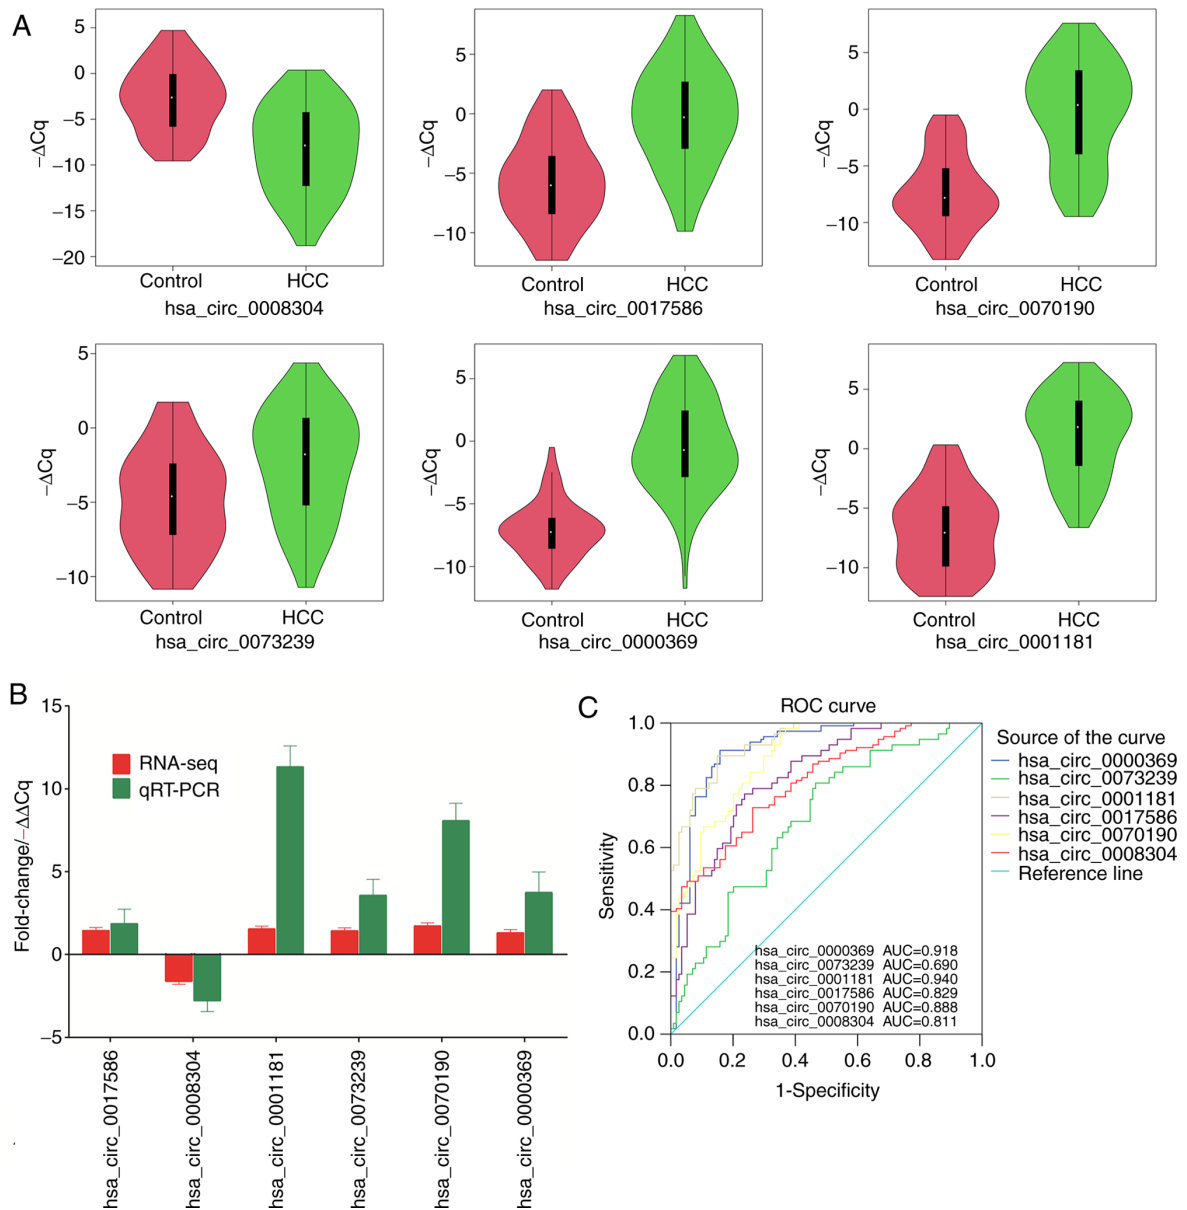 A
5
0
−5
−10
−15
−20
−ΔCq
Control
HCC
hsa_circ_0008304
5
0
−5
−10
−ΔCq
Control
HCC
hsa_circ_0017586
5
0
−5
−10
−ΔCq
Control
HCC
hsa_circ_0070190
5
0
−5
−10
−ΔCq
Control
HCC
hsa_circ_0073239
5
0
−5
−10
−ΔCq
Control
HCC
hsa_circ_0000369
5
0
−5
−10
−ΔCq
Control
HCC
hsa_circ_0001181
B
15
10
5
0
−5
Fold-change/−ΔΔCq
RNA-seq
qRT-PCR
hsa_circ_0017586
hsa_circ_0008304
hsa_circ_0001181
hsa_circ_0073239
hsa_circ_0070190
hsa_circ_0000369
C
ROC curve
1.0
0.8
0.6
0.4
0.2
0.0
Sensitivity
0.0
0.2
0.4
0.6
0.8
1.0
1-Specificity
hsa_circ_0000369 AUC=0.918
hsa_circ_0073239 AUC=0.690
hsa_circ_0001181 AUC=0.940
hsa_circ_0017586 AUC=0.829
hsa_circ_0070190 AUC=0.888
hsa_circ_0008304 AUC=0.811
Source of the curve
hsa_circ_0000369
hsa_circ_0073239
hsa_circ_0001181
hsa_circ_0017586
hsa_circ_0070190
hsa_circ_0008304
Reference line